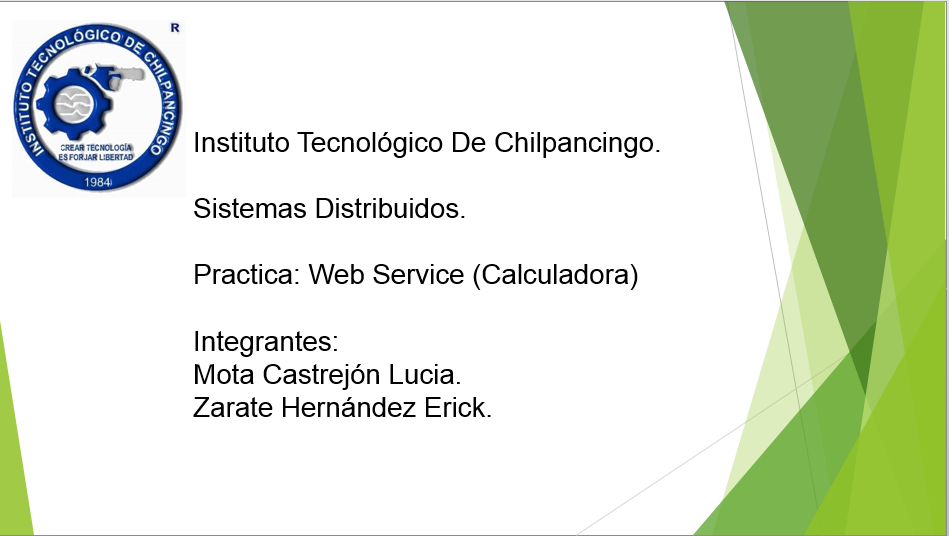 R
INSTITUTO TECNOLÓGICO DE CHILPANCINGO
CREAR TECNOLOGÍA
ES FORJAR LIBERTAD
1984
Instituto Tecnológico De Chilpancingo.
Sistemas Distribuidos.
Practica: Web Service (Calculadora)
Integrantes:
Mota Castrejón Lucia.
Zarate Hernández Erick.